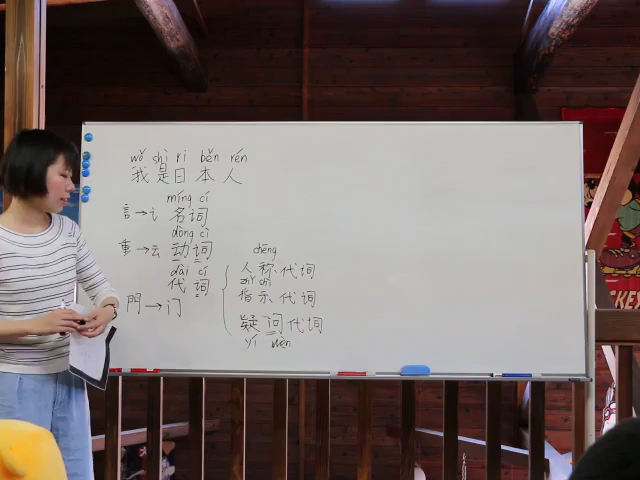 wǒ shì rì běn rén
我是日本人
míng cí
言→讠 名词
dòng cí
重→云 动词
dài cí
代词
門→门
chēng
人称代词
zhǐ shì
指示代词
疑问代词
yí wèn